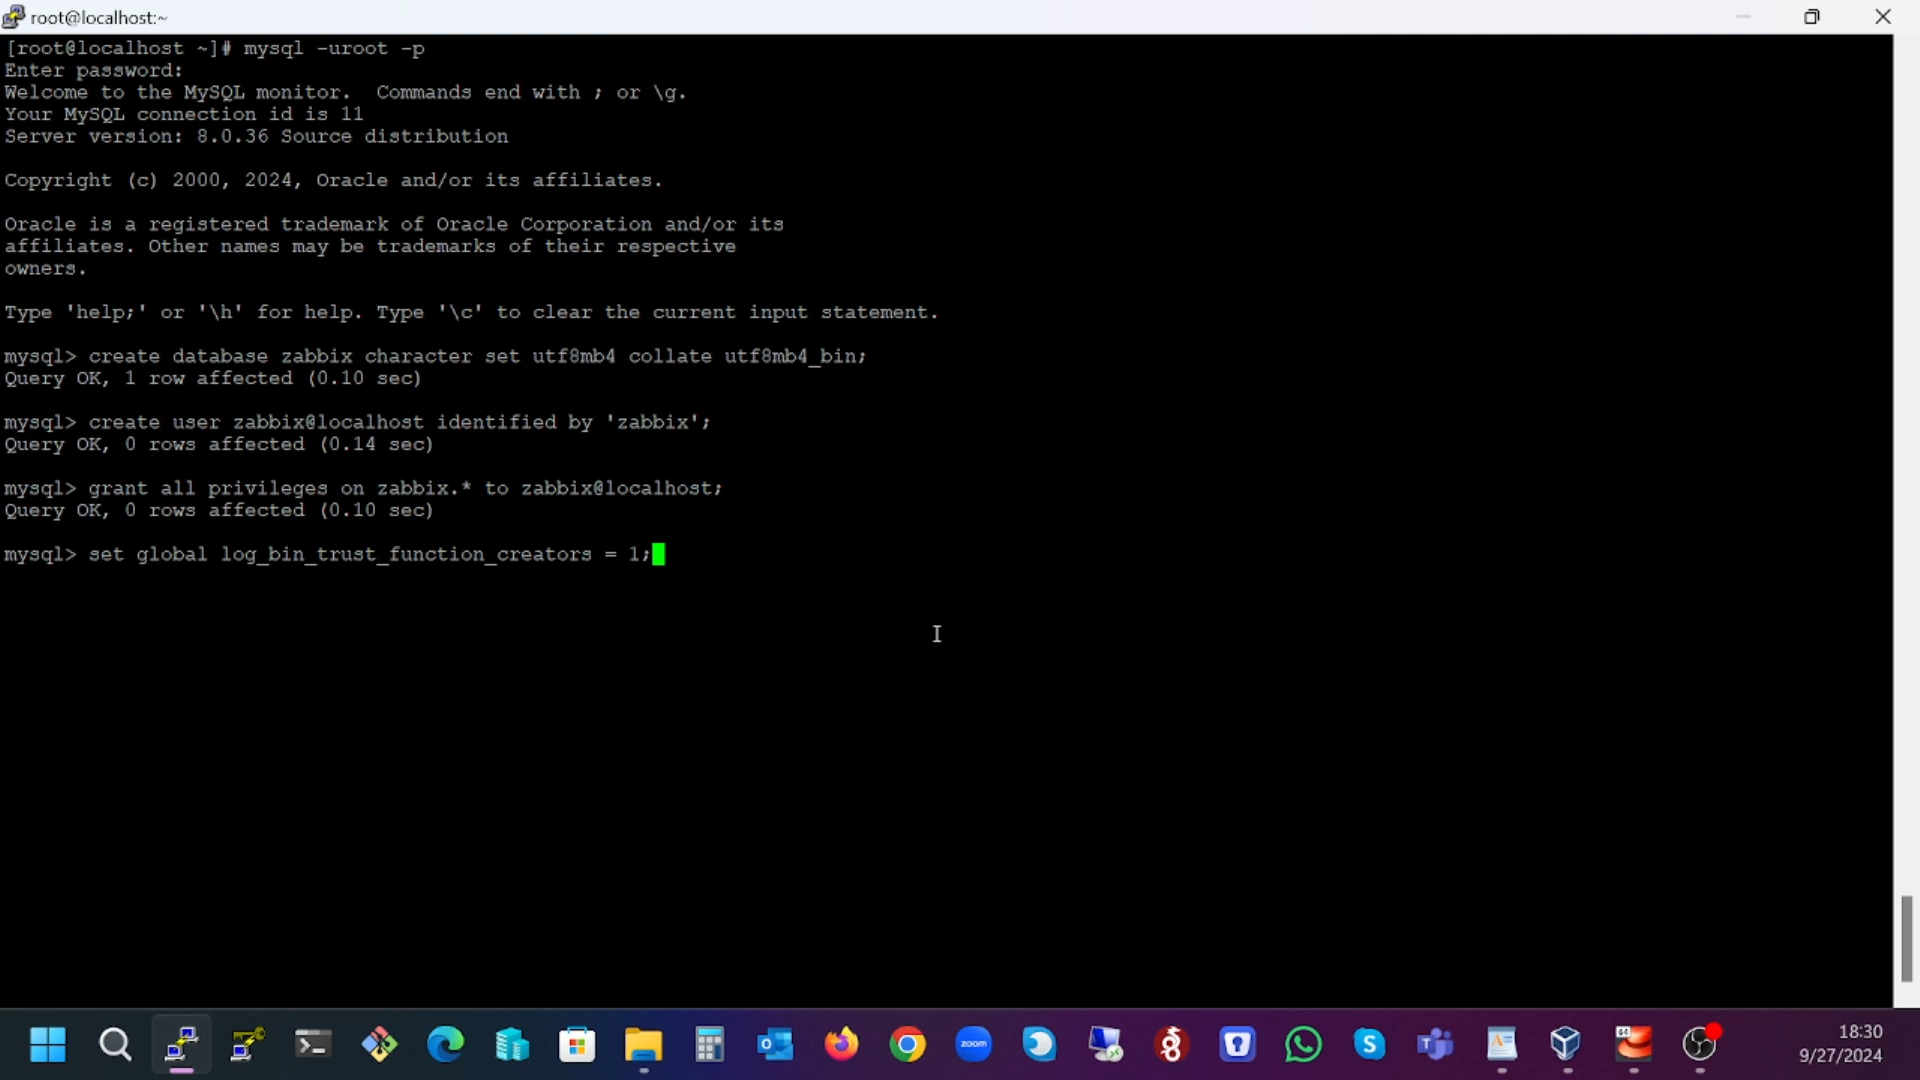 root@localhost:~
[root@localhost ~]# mysql -uroot -p
Enter password:
Welcome to the MySQL monitor.  Commands end with ; or \g.
Your MySQL connection id is 11
Server version: 8.0.36 Source distribution
Copyright (c) 2000, 2024, Oracle and/or its affiliates.
Oracle is a registered trademark of Oracle Corporation and/or its
affiliates. Other names may be trademarks of their respective
owners.
Type 'help;' or '\h' for help. Type '\c' to clear the current input statement.
mysql> create database zabbix character set utf8mb4 collate utf8mb4_bin;
Query OK, 1 row affected (0.10 sec)
mysql> create user zabbix@localhost identified by 'zabbix';
Query OK, 0 rows affected (0.14 sec)
mysql> grant all privileges on zabbix.* to zabbix@localhost;
Query OK, 0 rows affected (0.10 sec)
mysql> set global log_bin_trust_function_creators = 1;
zoom
64
18:30
9/27/2024